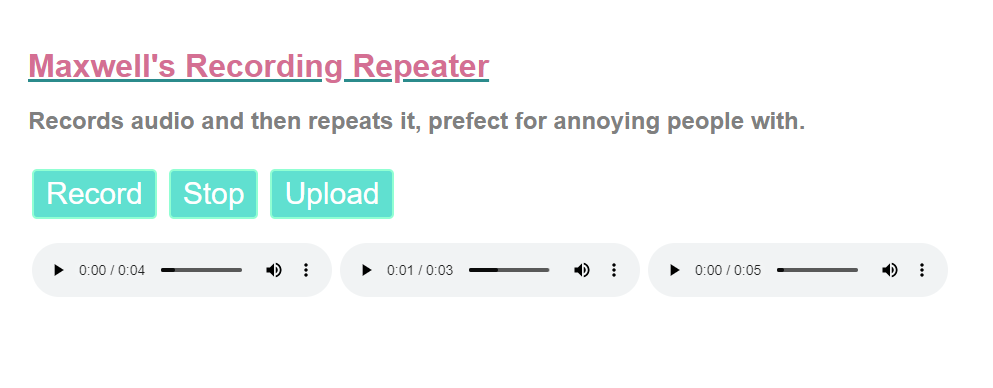 Maxwell's Recording Repeater
Records audio and then repeats it, prefect for annoying people with.
Record Stop Upload
0:00 / 0:04 0:01 / 0:03 0:00 / 0:05